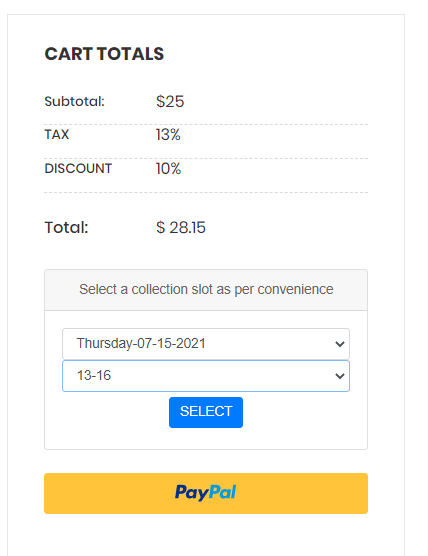 CART TOTALS
Subtotal: $25
TAX 13%
DISCOUNT 10%
Total: $ 28.15
Select a collection slot as per convenience
Thursday-07-15-2021
13-16
SELECT
PayPal